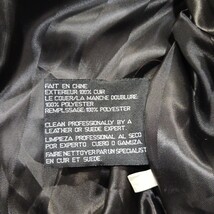 FAIT EN CHINE
EXTERIEUR:100% CUIR
LE COUER/LA MANCHE DOUBLURE
100% POLYESTER
REMPLISSAGE: 100% POLYESTER
CLEAN PROFESSIONALLY BY A
LEATHER OR SUEDE EXPERT.
LIMPIEZA PROFESIONAL AL SECO
POR EXPERTO CUERO O GAMUZA.
FAIRE NETTOYER PAR UN SPECIALIST
EN CUIR ET SUEDE.